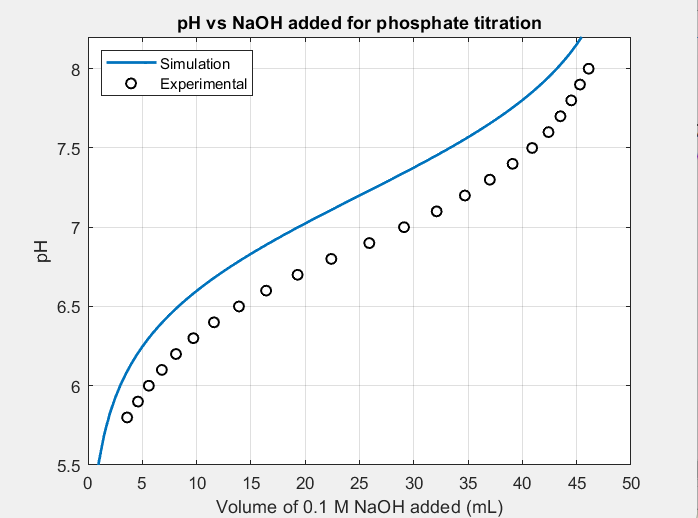 pH vs NaOH added for phosphate titration
Simulation
Experimental
8
7.5
7
6.5
6
5.5
pH
0 5 10 15 20 25 30 35 40 45 50
Volume of 0.1 M NaOH added (mL)